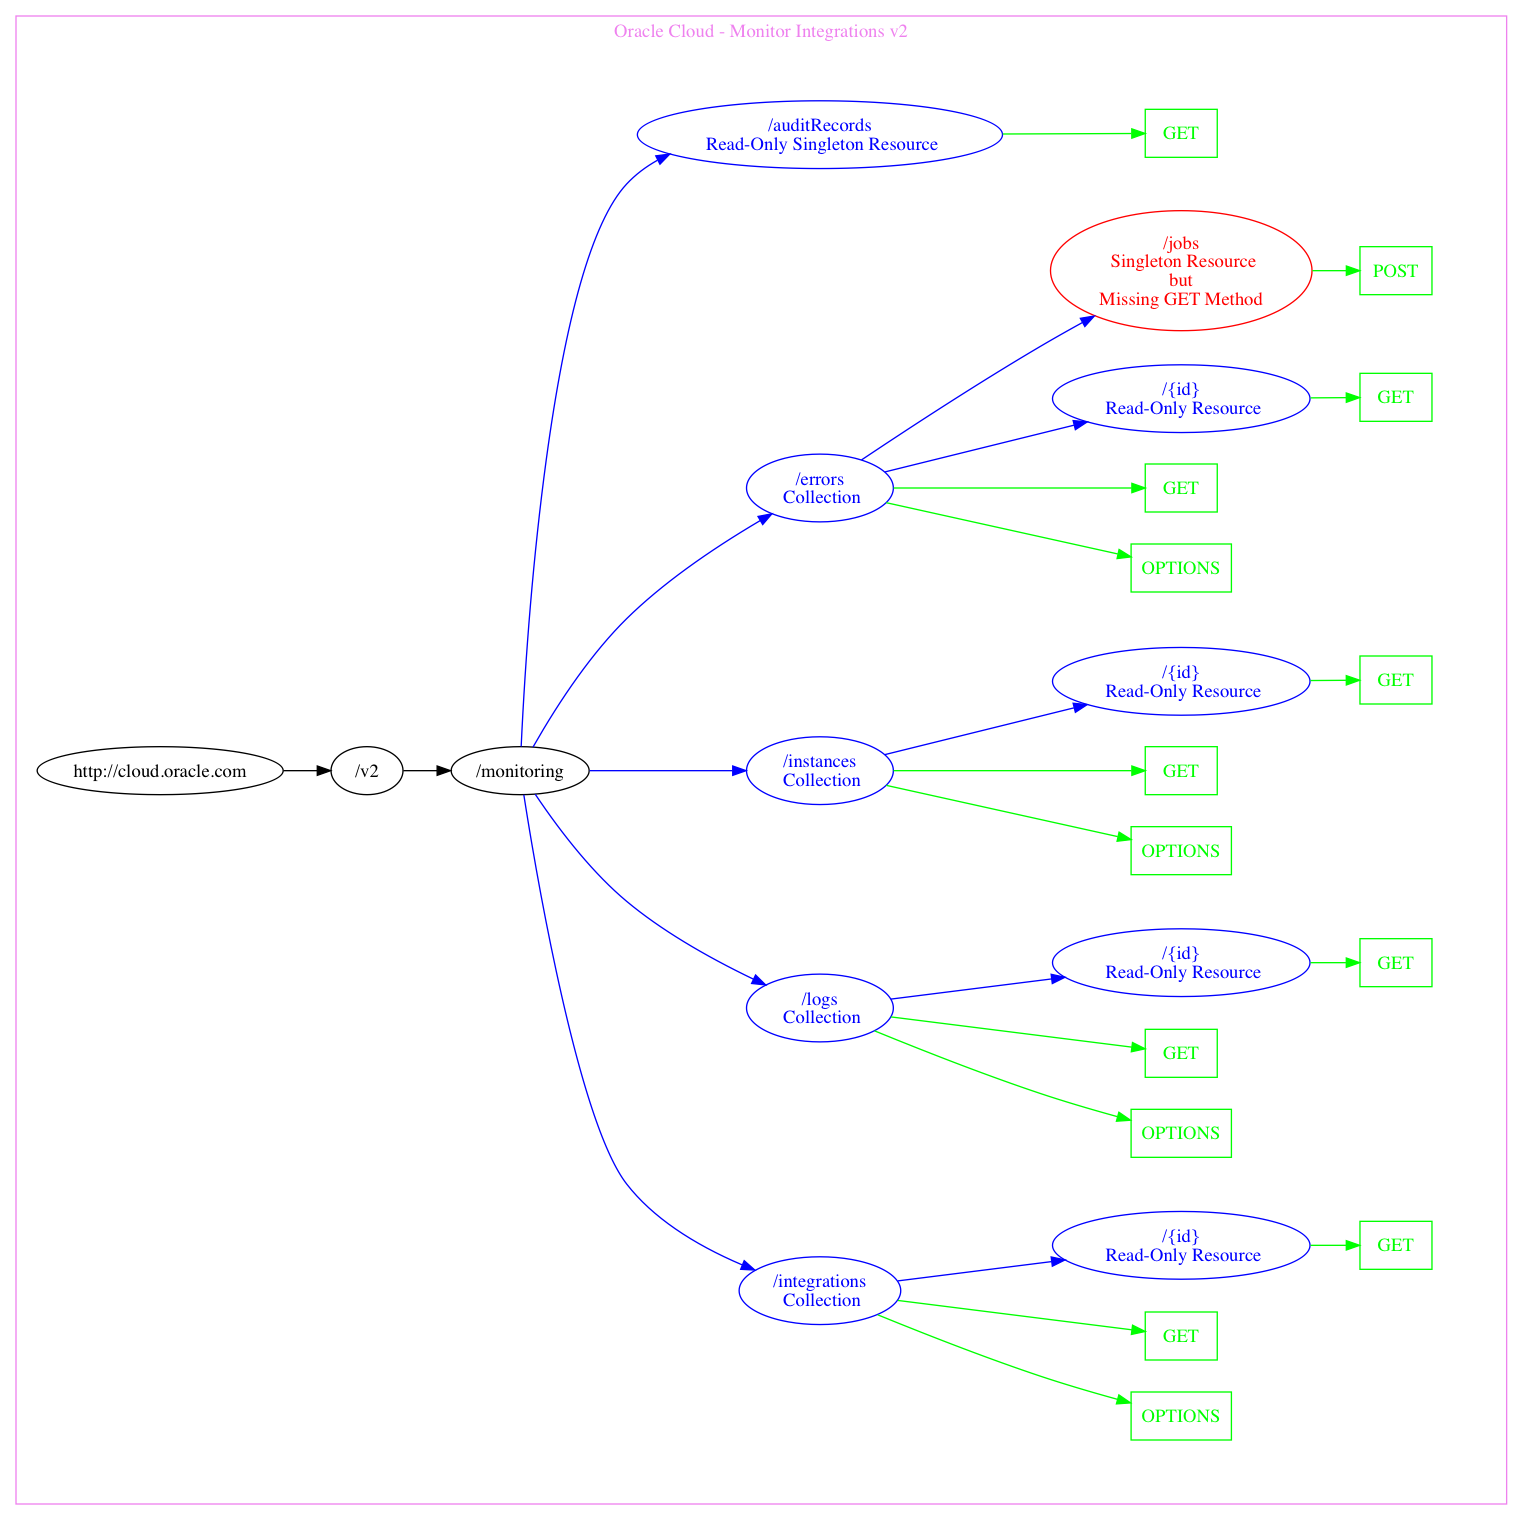 Oracle Cloud - Monitor Integrations v2
/auditRecords
Read-Only Singleton Resource
GET
/jobs
Singleton Resource
but
Missing GET Method
POST
/{id}
Read-Only Resource
GET
/errors
Collection
GET
OPTIONS
/{id}
Read-Only Resource
GET
http://cloud.oracle.com
/v2
/monitoring
/instances
Collection
GET
OPTIONS
/{id}
Read-Only Resource
GET
/logs
Collection
GET
OPTIONS
/{id}
Read-Only Resource
GET
/integrations
Collection
GET
OPTIONS